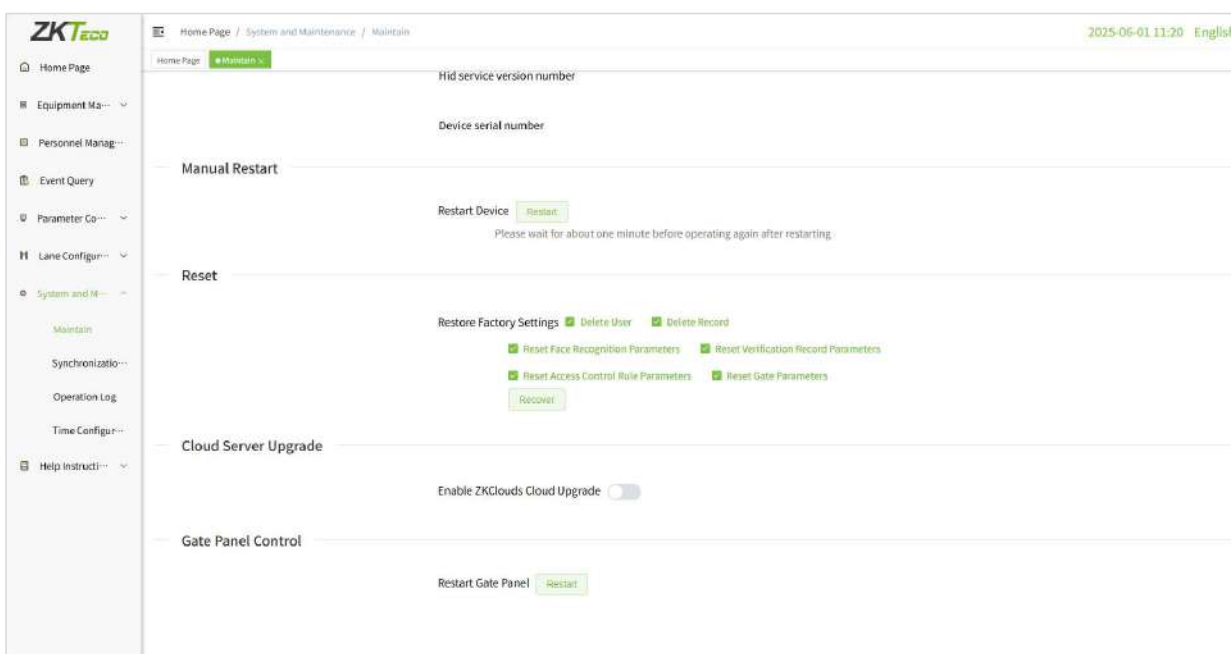 ZKTeco
Home Page / System and Maintenance / Maintain
2025-06-01 11:20 English
Home Page
Maintain ×
Home Page
Equipment Ma···
Personnel Manag···
Event Query
Parameter Co···
Lane Configur···
System and M···
Maintain
Synchronizatio···
Operation Log
Time Configur···
Help Instructi···
Hid service version number
Device serial number
Manual Restart
Restart Device Restart
Please wait for about one minute before operating again after restarting
Reset
Restore Factory Settings Delete User Delete Record
Reset Face Recognition Parameters Reset Verification Record Parameters
Reset Access Control Rule Parameters Reset Gate Parameters
Recover
Cloud Server Upgrade
Enable ZKClouds Cloud Upgrade
Gate Panel Control
Restart Gate Panel Restart